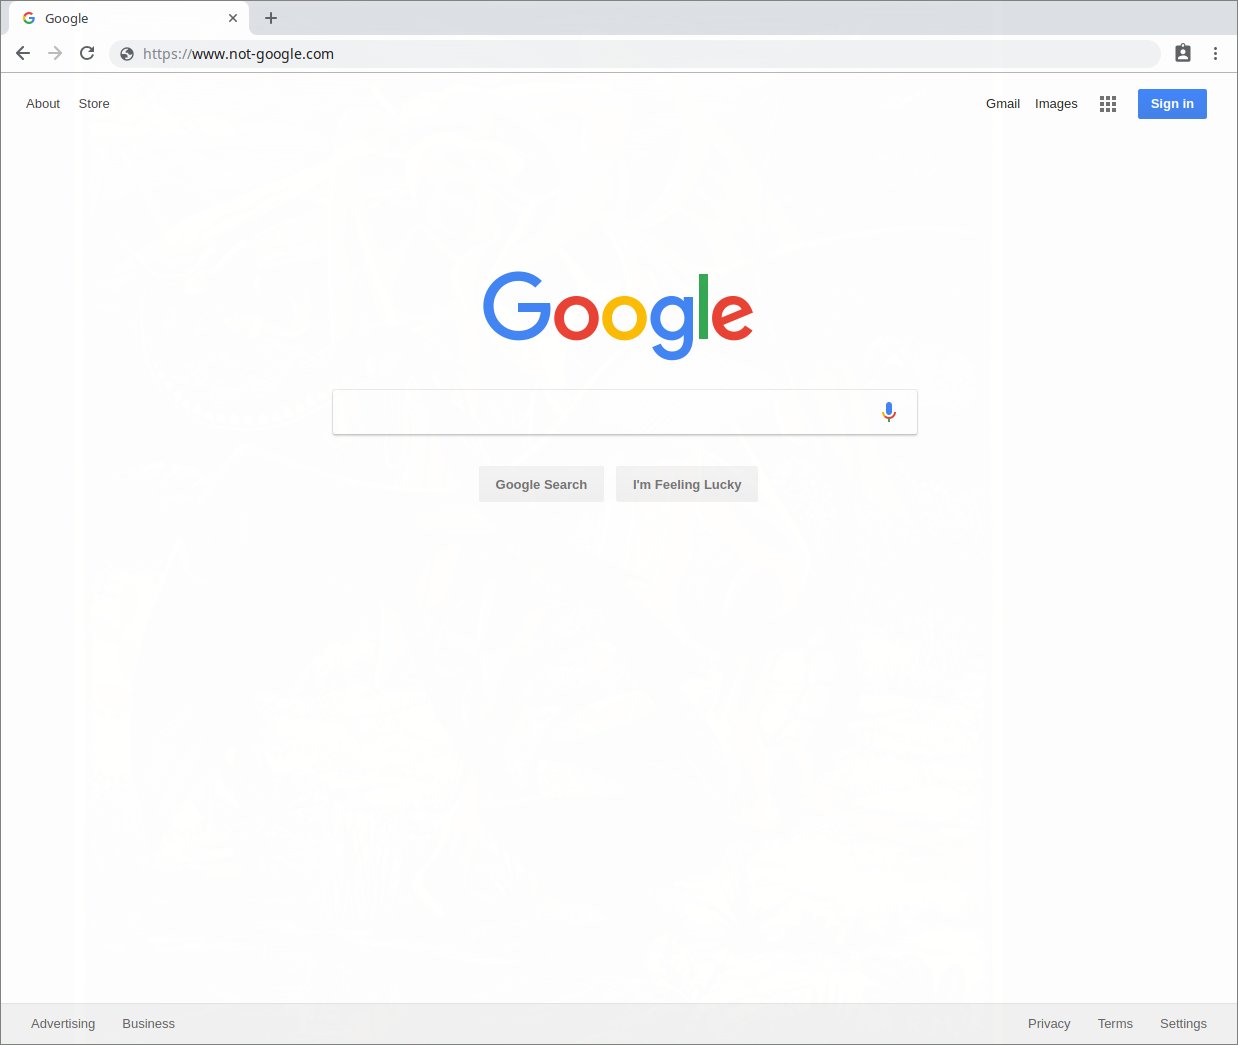 Google
https://www.not-google.com
About Store Gmail Images Sign in
Google
Google Search I'm Feeling Lucky
Advertising Business Privacy Terms Settings